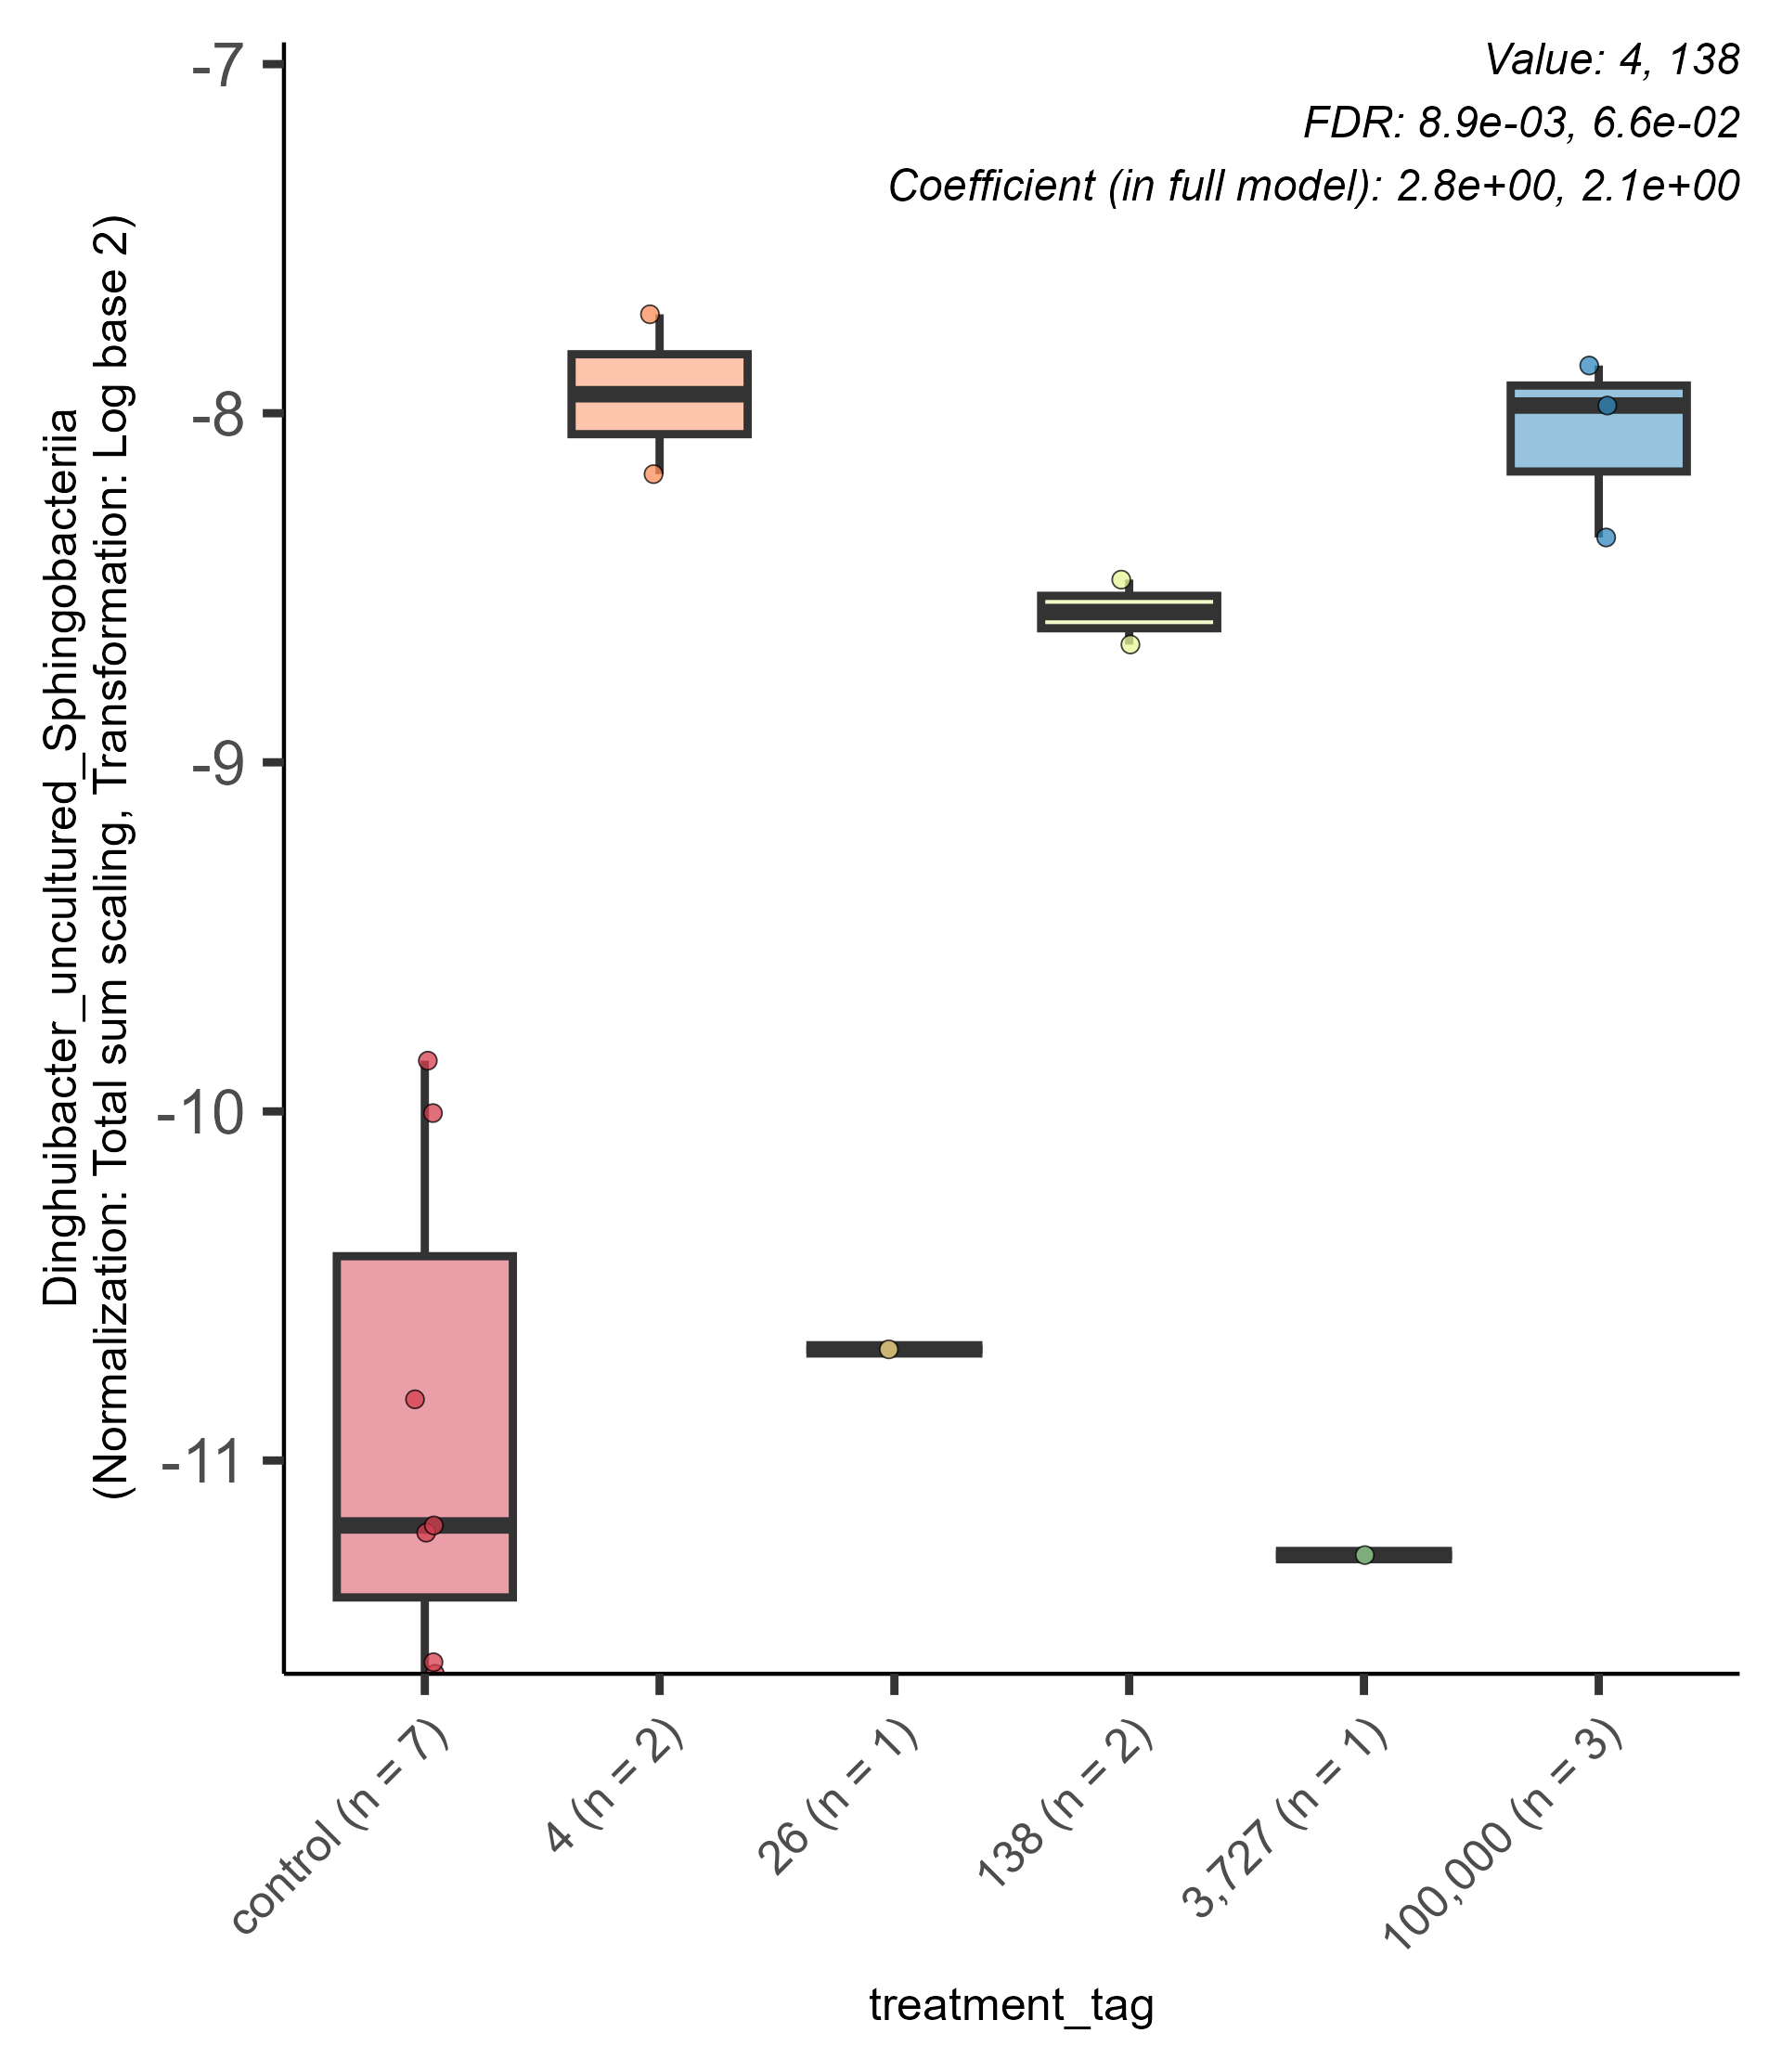 Value: 4, 138
FDR: 8.9e-03, 6.6e-02
Coefficient (in full model): 2.8e+00, 2.1e+00
Dinghuibacter_uncultured_Sphingobacteriia
(Normalization: Total sum scaling, Transformation: Log base 2)
-7
-8
-9
-10
-11
control (n = 7)
4 (n = 2)
26 (n = 1)
138 (n = 2)
3,727 (n = 1)
100,000 (n = 3)
treatment_tag